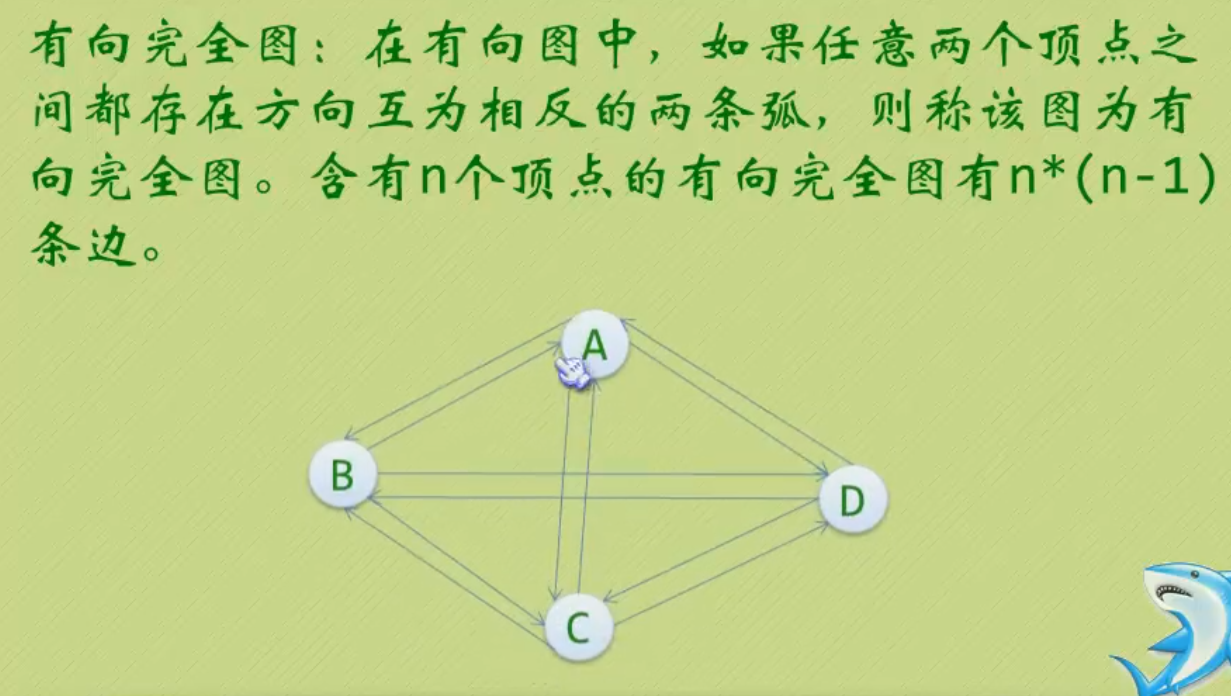 有向完全图：在有向图中，如果任意两个顶点之
间都存在方向互为相反的两条弧，则称该图为有
向完全图。含有n个顶点的有向完全图有n*(n-1)
条边。
A
B
D
C